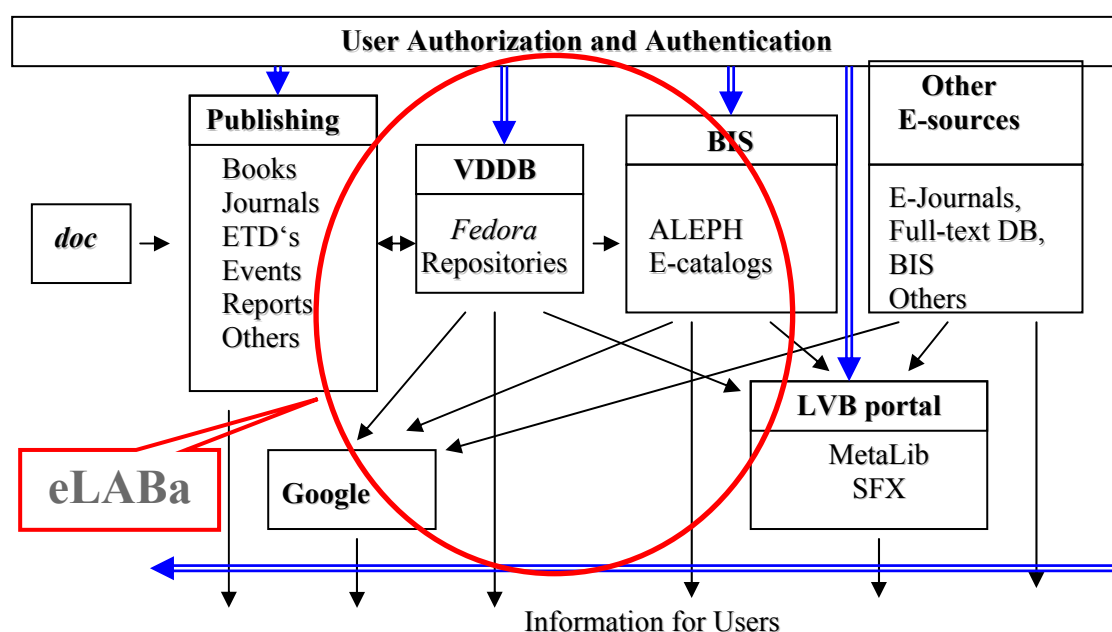 User Authorization and Authentication
Publishing
Books
Journals
ETD‘s
Events
Reports
Others
doc
VDDB
Fedora
Repositories
BIS
ALEPH
E-catalogs
Other
E-sources
E-Journals,
Full-text DB,
BIS
Others
LVB portal
MetaLib
SFX
eLABa
Google
Information for Users